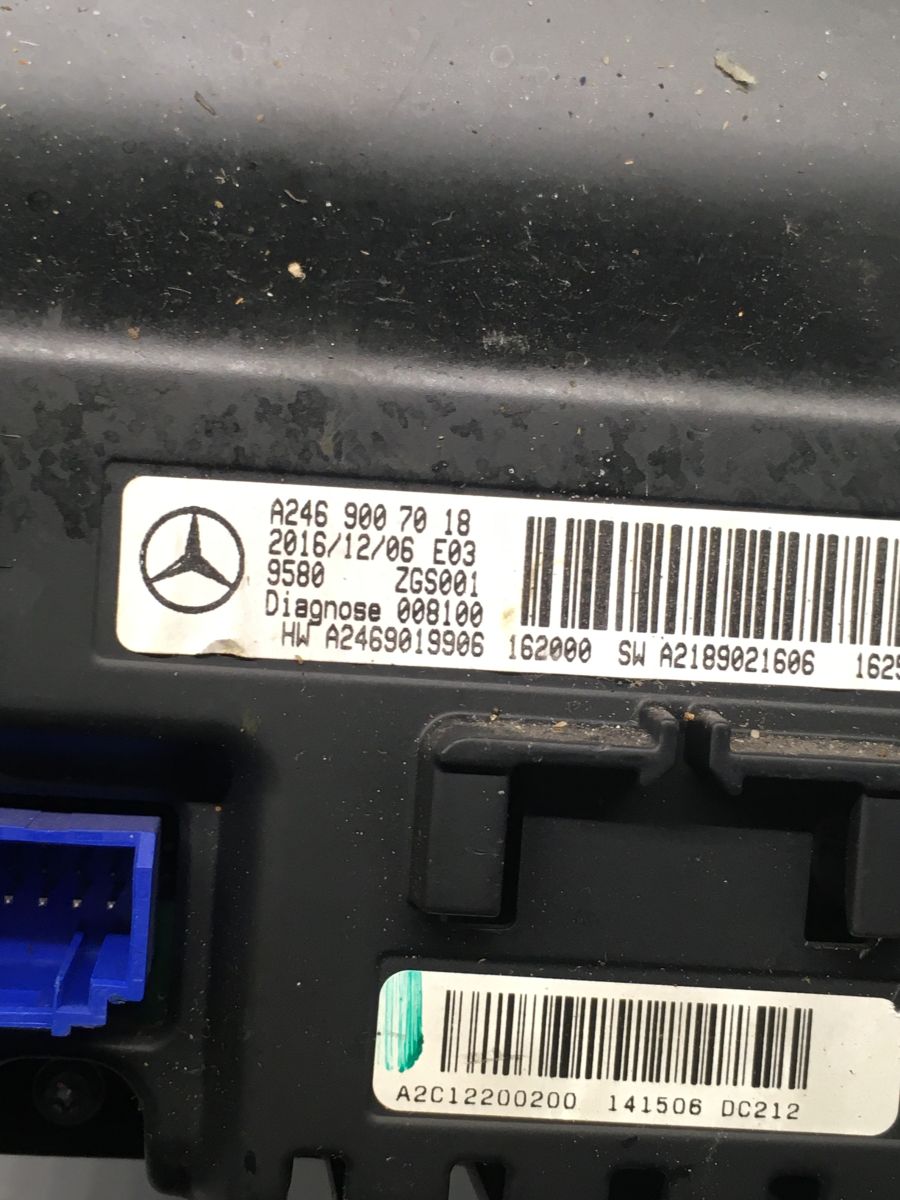 A246 900 70 18
2016/12/06 E03
9580 ZGS001
Diagnose 008100
HW A2469019906 162000 SW A2189021606
A2C12200200 141506 DC212